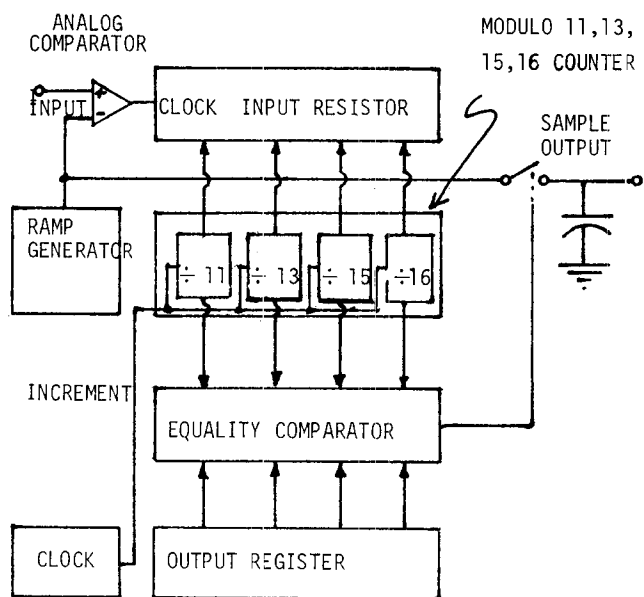 ANALOG
COMPARATOR
MODULO 11,13,
15,16 COUNTER
INPUT
+
-
CLOCK INPUT RESISTOR
SAMPLE
OUTPUT
RAMP
GENERATOR
÷ 11
÷ 13
÷ 15
÷16
INCREMENT
EQUALITY COMPARATOR
CLOCK
OUTPUT REGISTER